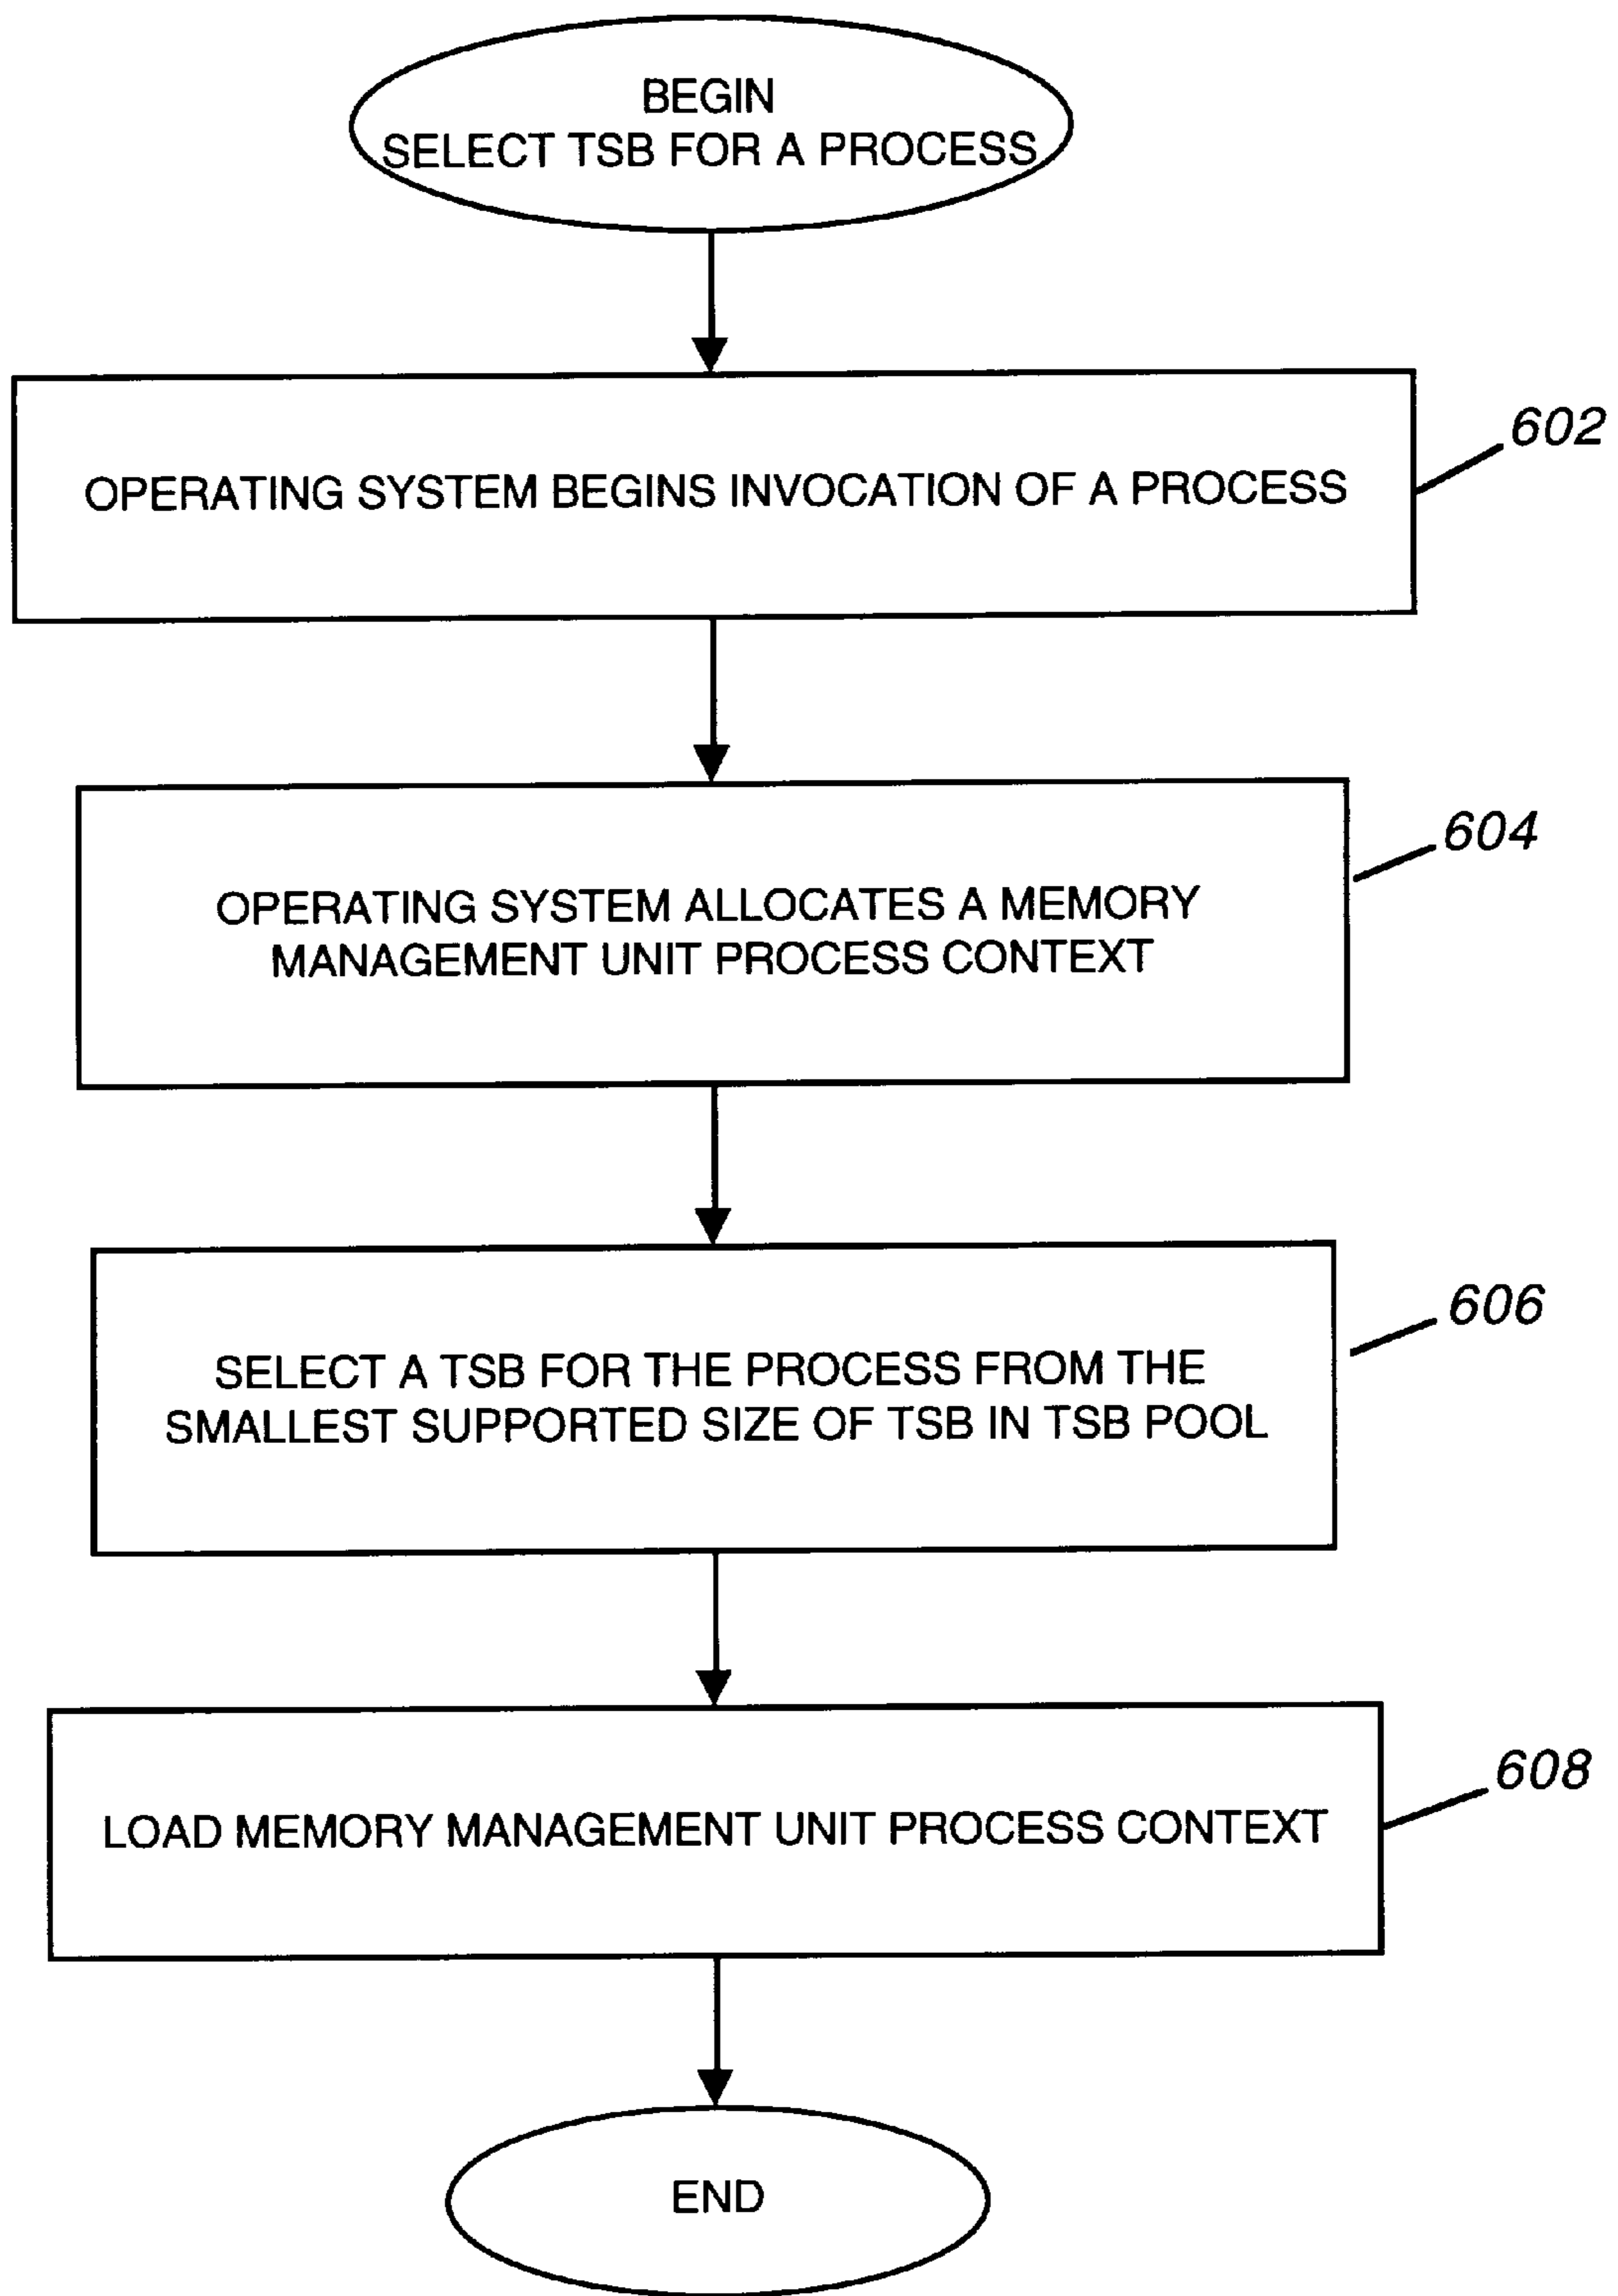 BEGIN
SELECT TSB FOR A PROCESS
OPERATING SYSTEM BEGINS INVOCATION OF A PROCESS
602
OPERATING SYSTEM ALLOCATES A MEMORY
MANAGEMENT UNIT PROCESS CONTEXT
604
SELECT A TSB FOR THE PROCESS FROM THE
SMALLEST SUPPORTED SIZE OF TSB IN TSB POOL
606
LOAD MEMORY MANAGEMENT UNIT PROCESS CONTEXT
608
END